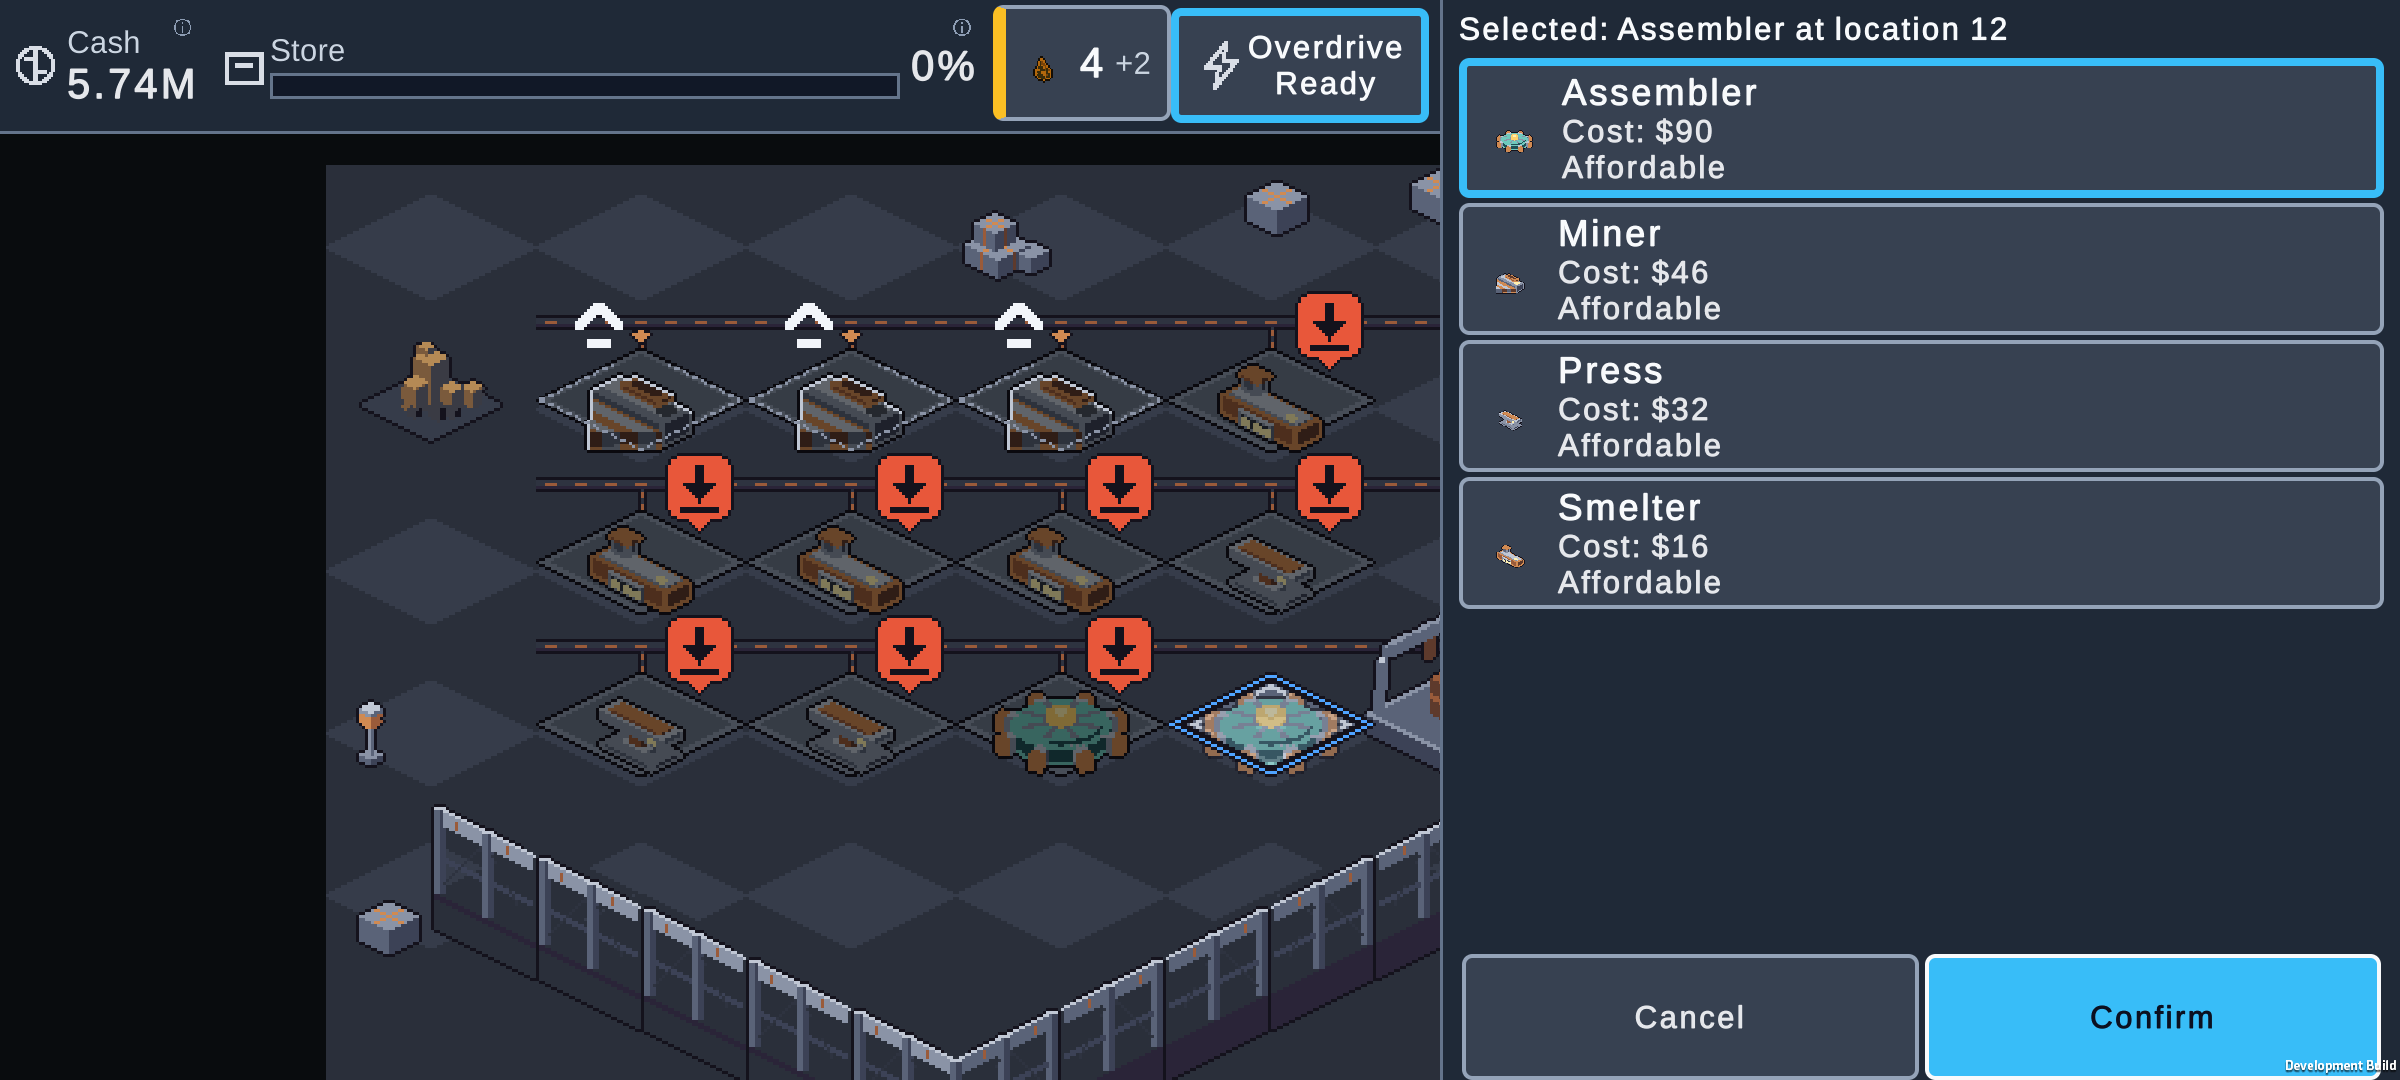 Cash
5.74M
Store
0%
4 +2
Overdrive
Ready
Selected: Assembler at location 12
Assembler
Cost: $90
Affordable
Miner
Cost: $46
Affordable
Press
Cost: $32
Affordable
Smelter
Cost: $16
Affordable
Cancel
Confirm
Development Build